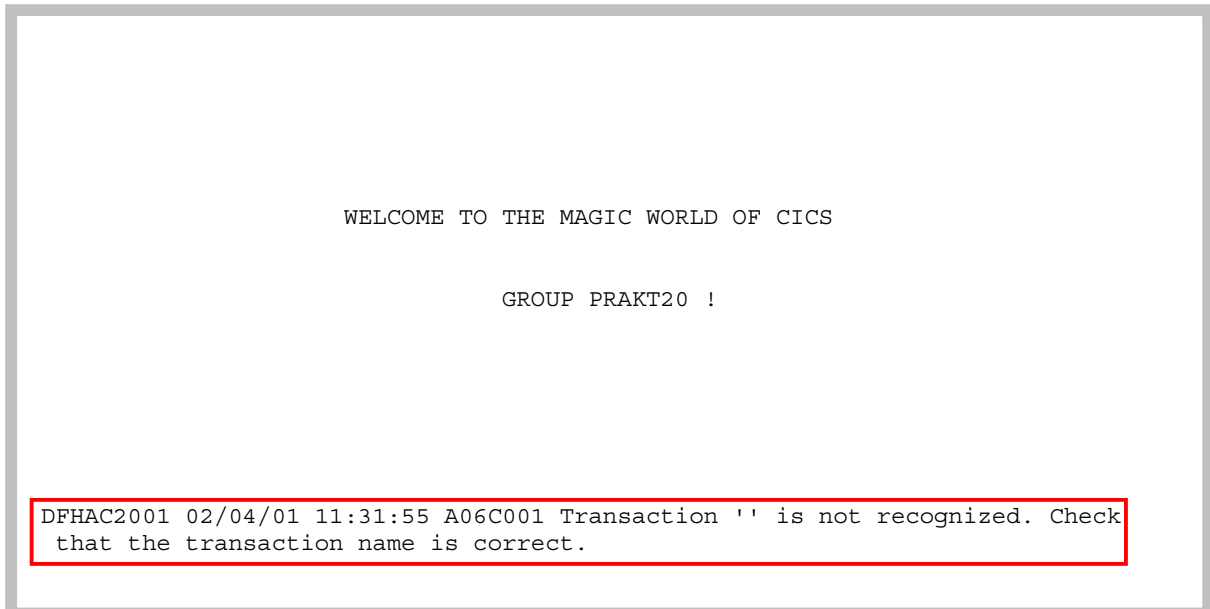 WELCOME TO THE MAGIC WORLD OF CICS
GROUP PRAKT20 !
DFHAC2001 02/04/01 11:31:55 A06C001 Transaction '' is not recognized. Check
that the transaction name is correct.